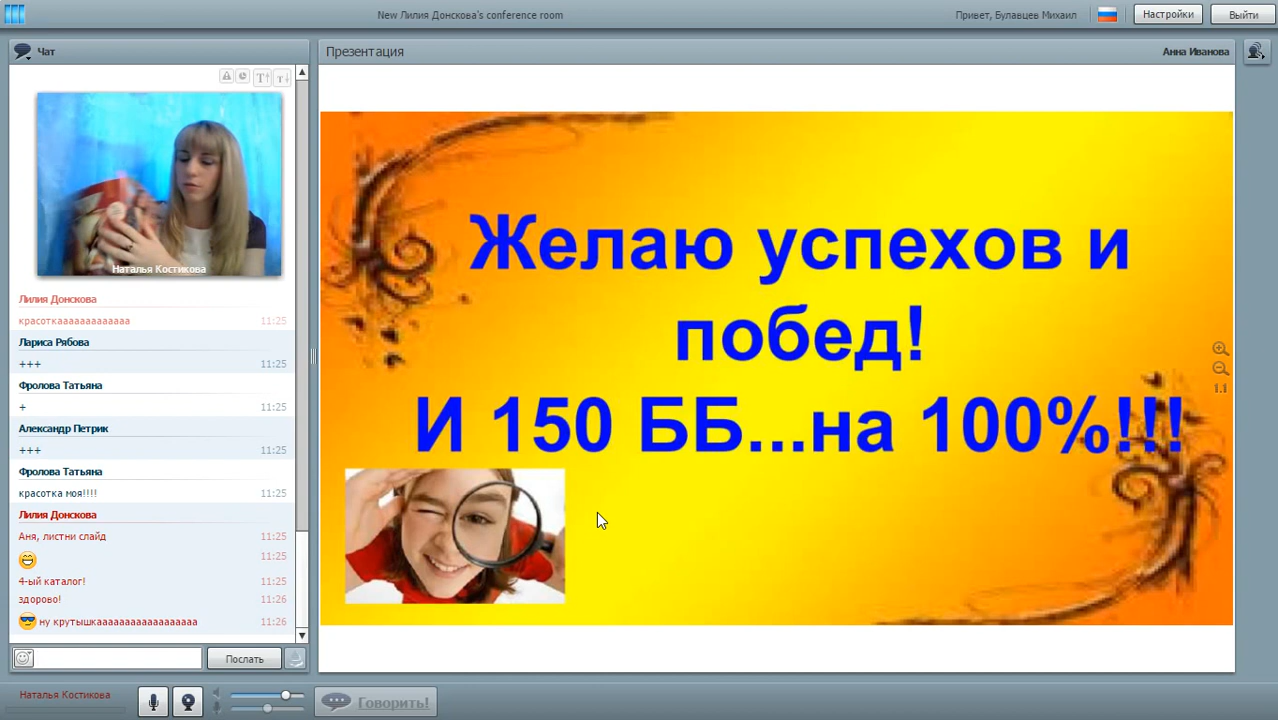 New Лилия Донскова's conference room
Привет, Булавцев Михаил
Настройки
Выйти
Чат
Наталья Костикова
Лилия Донскова
красоткааааааааааааа 11:25
Лариса Рябова
+++ 11:25
Фролова Татьяна
+ 11:25
Александр Петрик
+++ 11:25
Фролова Татьяна
красотка моя!!!! 11:25
Лилия Донскова
Аня, листни слайд 11:25
11:25
4-ый каталог! 11:25
здорово! 11:26
ну крутышкаааааааааааааааааа 11:26
Послать
Наталья Костикова
Говорить!
Презентация
Анна Иванова
Желаю успехов и
побед!
И 150 ББ...на 100%!!!
1.1